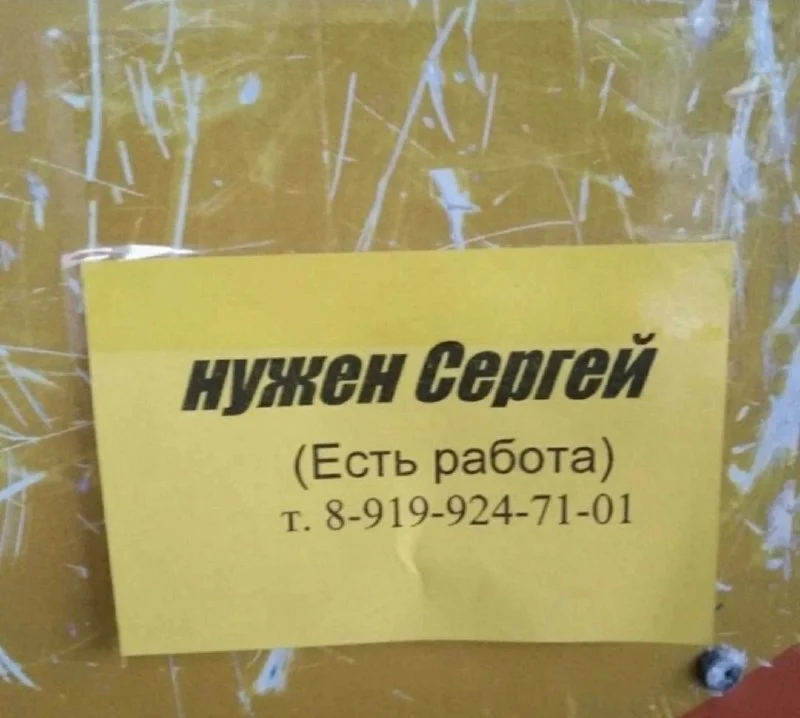 нужен Сергей
(Есть работа)
т. 8-919-924-71-01